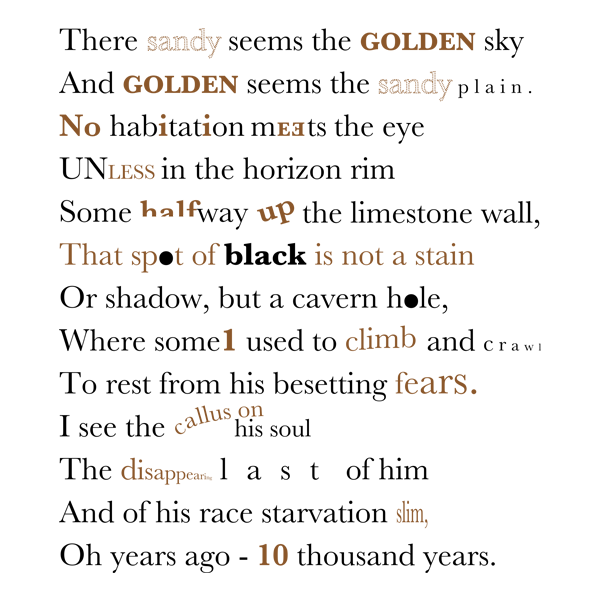 There sandy seems the GOLDEN sky
And GOLDEN seems the sandy plain.
No habitation mEEts the eye
UNLESS in the horizon rim
Some halfway up the limestone wall,
That spot of black is not a stain
Or shadow, but a cavern hole,
Where some1 used to climb and crawl
To rest from his besetting fears.
I see the callus on his soul
The disappearing last of him
And of his race starvation slim,
Oh years ago - 10 thousand years.